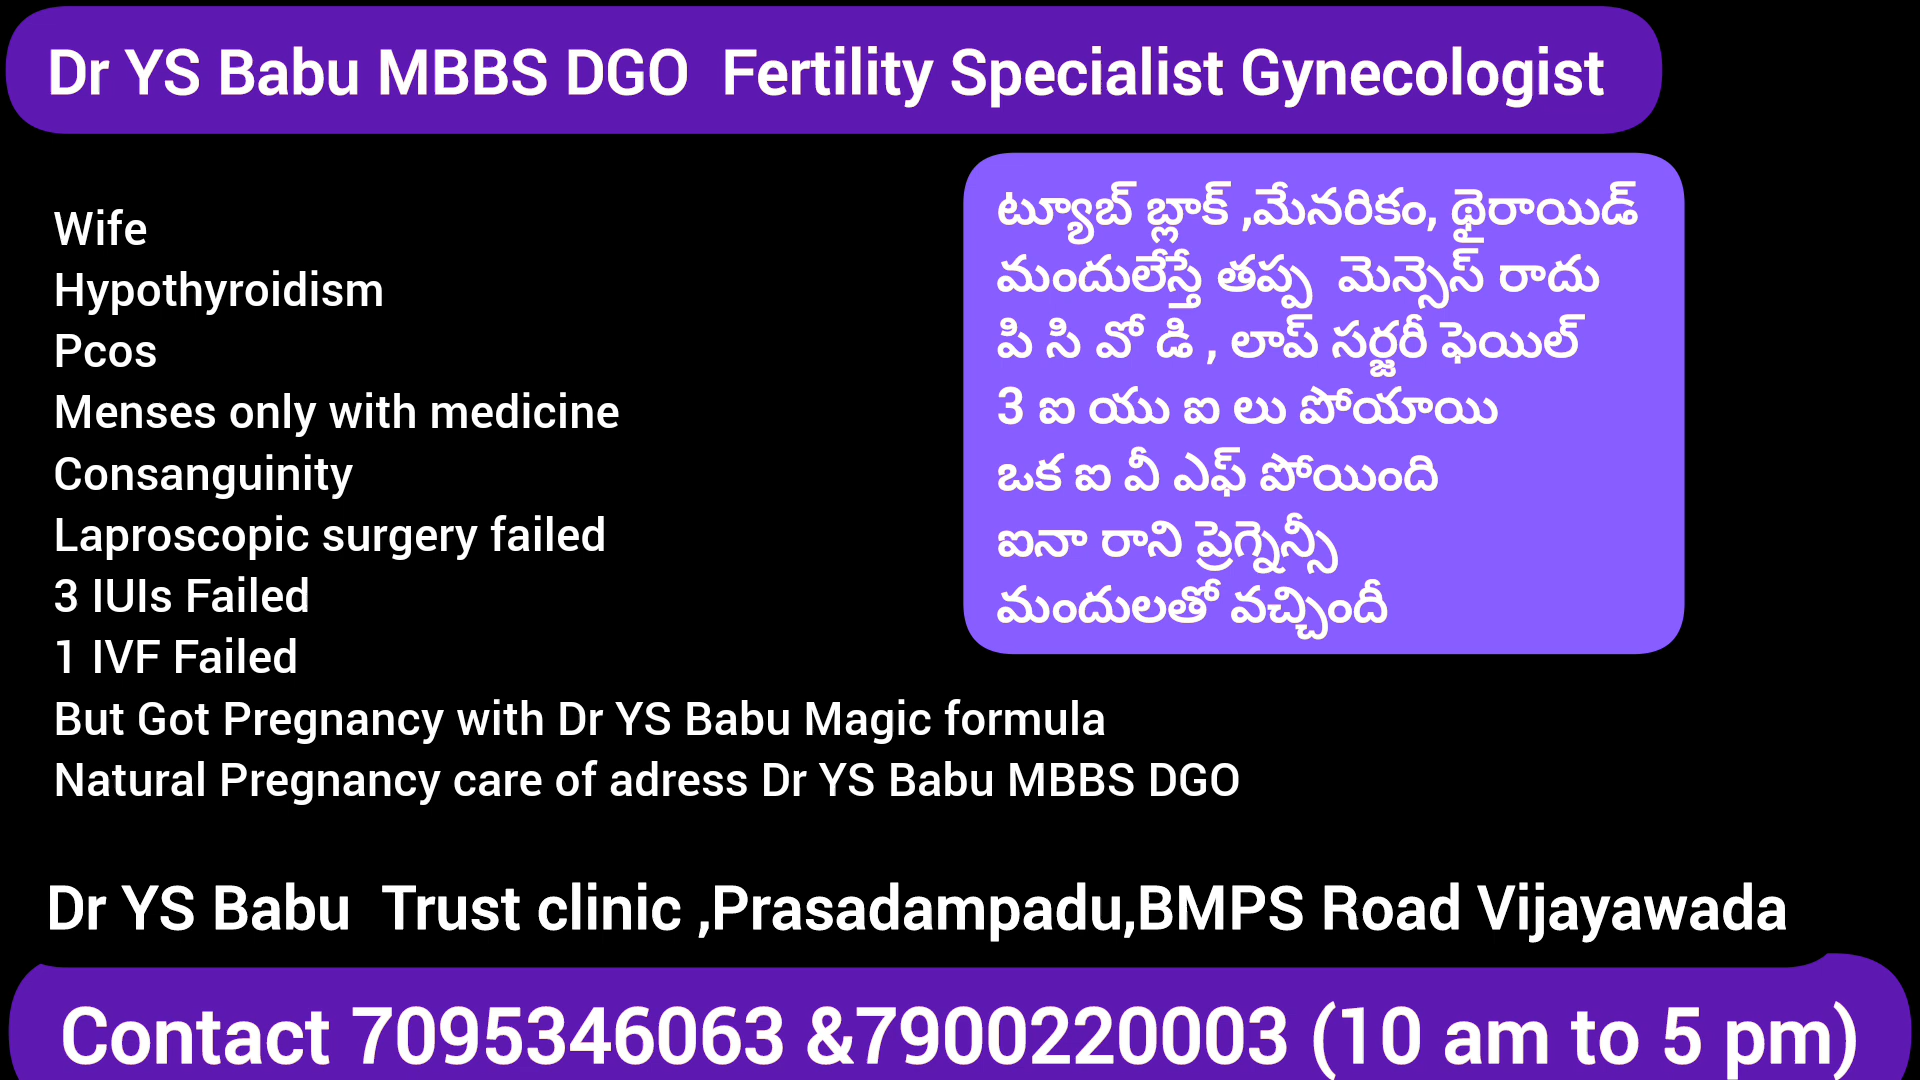 Dr YS Babu MBBS DGO Fertility Specialist Gynecologist
Wife
Hypothyroidism
Pcos
Menses only with medicine
Consanguinity
Laproscopic surgery failed
3 IUIs Failed
1 IVF Failed
But Got Pregnancy with Dr YS Babu Magic formula
Natural Pregnancy care of adress Dr YS Babu MBBS DGO
ట్యూబ్ బ్లాక్ ,మేనరికం, థైరాయిడ్
మందులేస్తే తప్ప మెన్సెస్ రాదు
పి సి వో డి , లాప్ సర్జరీ ఫెయిల్
3 ఐ యు ఐ లు పోయాయి
ఒక ఐ వీ ఎఫ్ పోయింది
ఐనా రాని ప్రెగ్నెన్సీ
మందులతో వచ్చిందీ
Dr YS Babu Trust clinic ,Prasadampadu,BMPS Road Vijayawada
Contact 7095346063 &7900220003 (10 am to 5 pm)